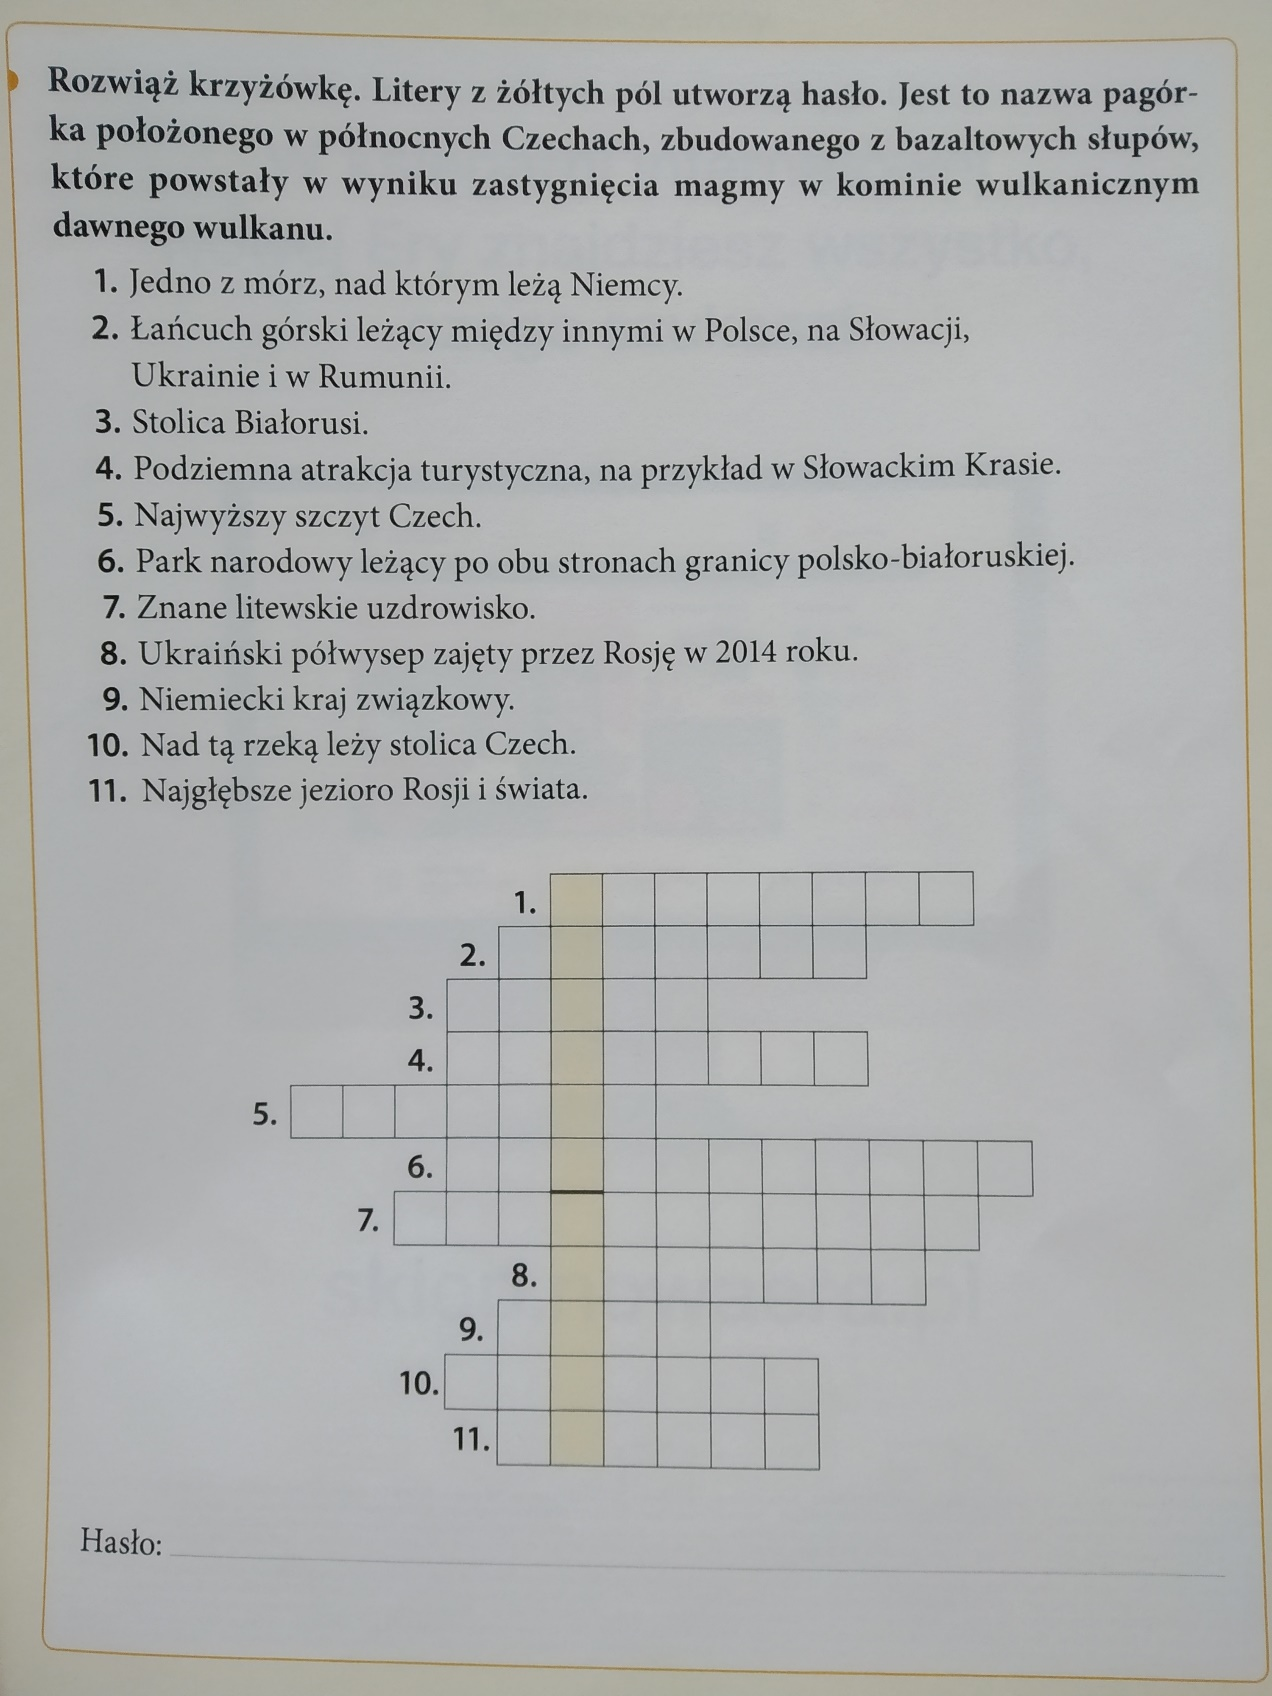 Rozwiąż krzyżówkę. Litery z żółtych pól utworzą hasło. Jest to nazwa pagór-
ka położonego w północnych Czechach, zbudowanego z bazaltowych słupów,
które powstały w wyniku zastygnięcia magmy w kominie wulkanicznym
dawnego wulkanu.
1. Jedno z mórz, nad którym leżą Niemcy.
2. Łańcuch górski leżący między innymi w Polsce, na Słowacji,
Ukrainie i w Rumunii.
3. Stolica Białorusi.
4. Podziemna atrakcja turystyczna, na przykład w Słowackim Krasie.
5. Najwyższy szczyt Czech.
6. Park narodowy leżący po obu stronach granicy polsko-białoruskiej.
7. Znane litewskie uzdrowisko.
8. Ukraiński półwysep zajęty przez Rosję w 2014 roku.
9. Niemiecki kraj związkowy.
10. Nad tą rzeką leży stolica Czech.
11. Najgłębsze jezioro Rosji i świata.
1.
2.
3.
4.
5.
6.
7.
8.
9.
10.
11.
Hasło: